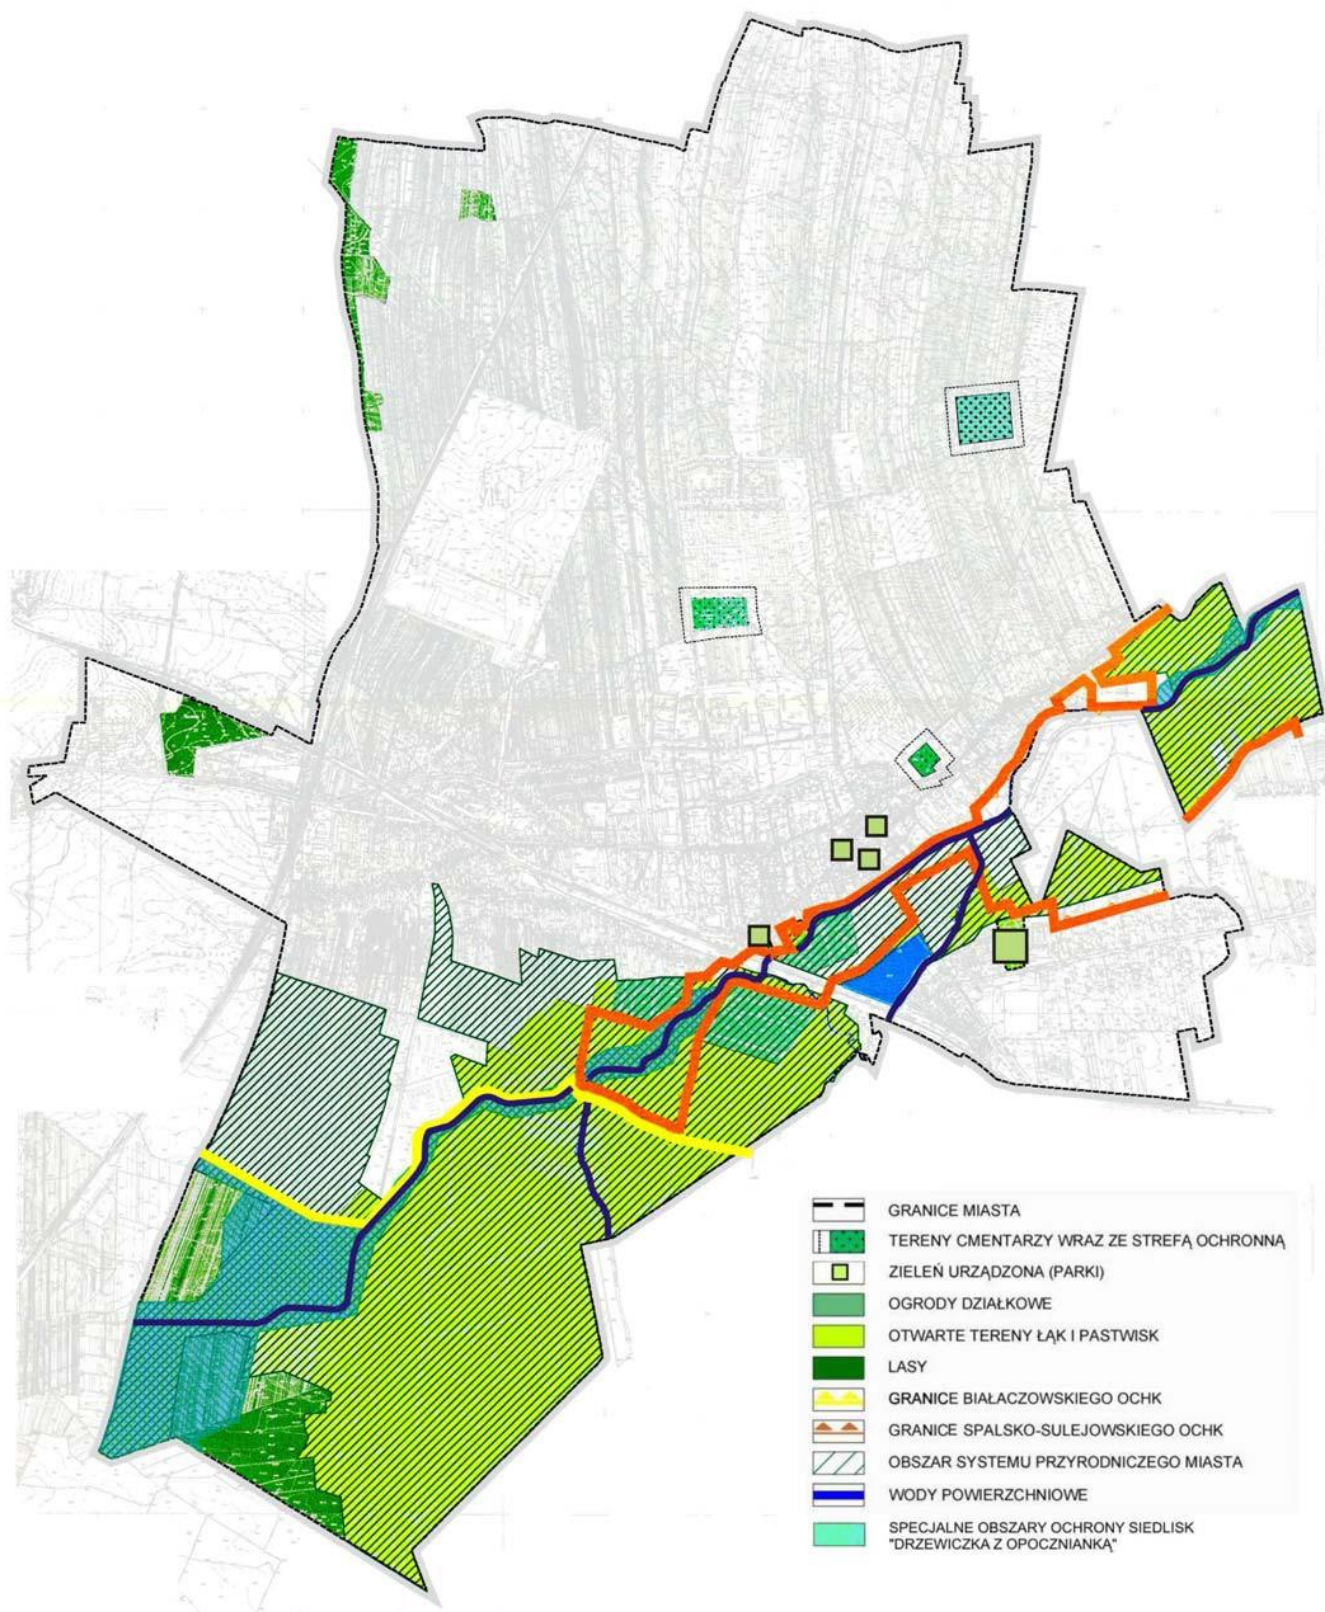 GRANICE MIASTA
TERENY CMENTARZY WRAZ ZE STREFĄ OCHRONNĄ
ZIELEŃ URZĄDZONA (PARKI)
OGRODY DZIAŁKOWE
OTWARTE TERENY ŁĄK I PASTWISK
LASY
GRANICE BIAŁACZOWSKIEGO OCHK
GRANICE SPALSKO-SULEJOWSKIEGO OCHK
OBSZAR SYSTEMU PRZYRODNICZEGO MIASTA
WODY POWIERZCHNIOWE
SPECJALNE OBSZARY OCHRONY SIEDLISK
"DRZEWICZKA Z OPOCZNIANKĄ"